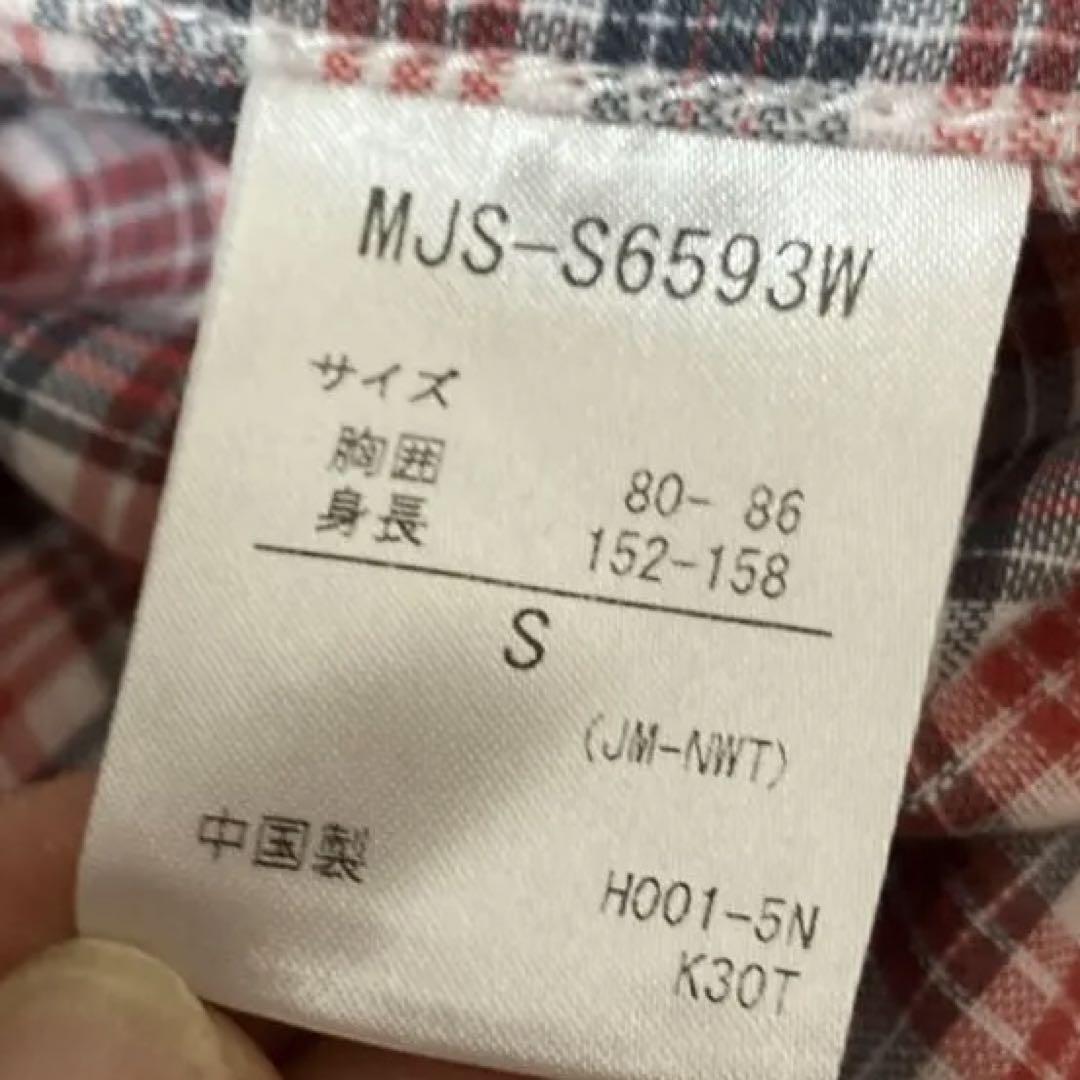 MJS-S6593W
サイズ
胸囲 80- 86
身長 152-158
S
(JM-NWT)
中国製
H001-5N
K30T